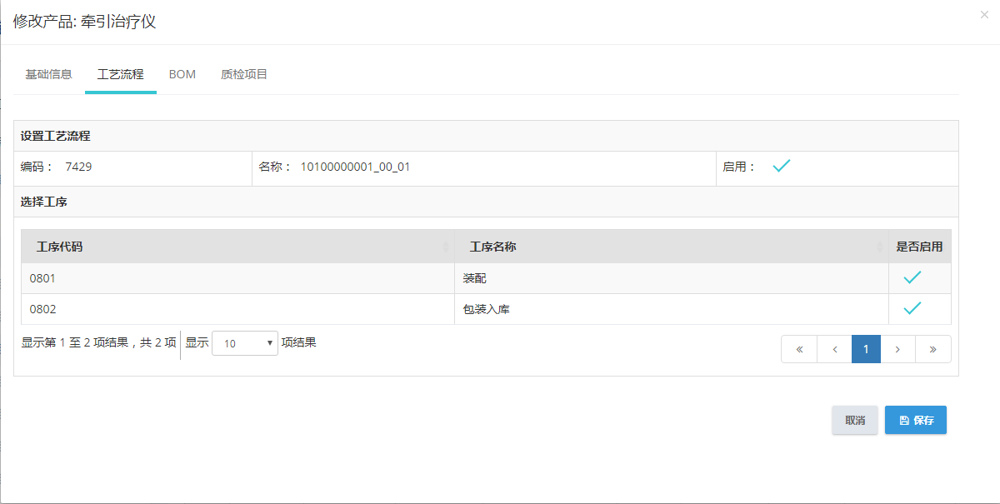 修改产品: 牵引治疗仪
×
基础信息 工艺流程 BOM 质检项目
设置工艺流程
编码： 7429 名称： 10100000001_00_01 启用：
选择工序
工序代码 工序名称 是否启用
0801 装配
0802 包装入库
显示第 1 至 2 项结果，共 2 项 显示 10 项结果
« ‹ 1 › »
取消 保存